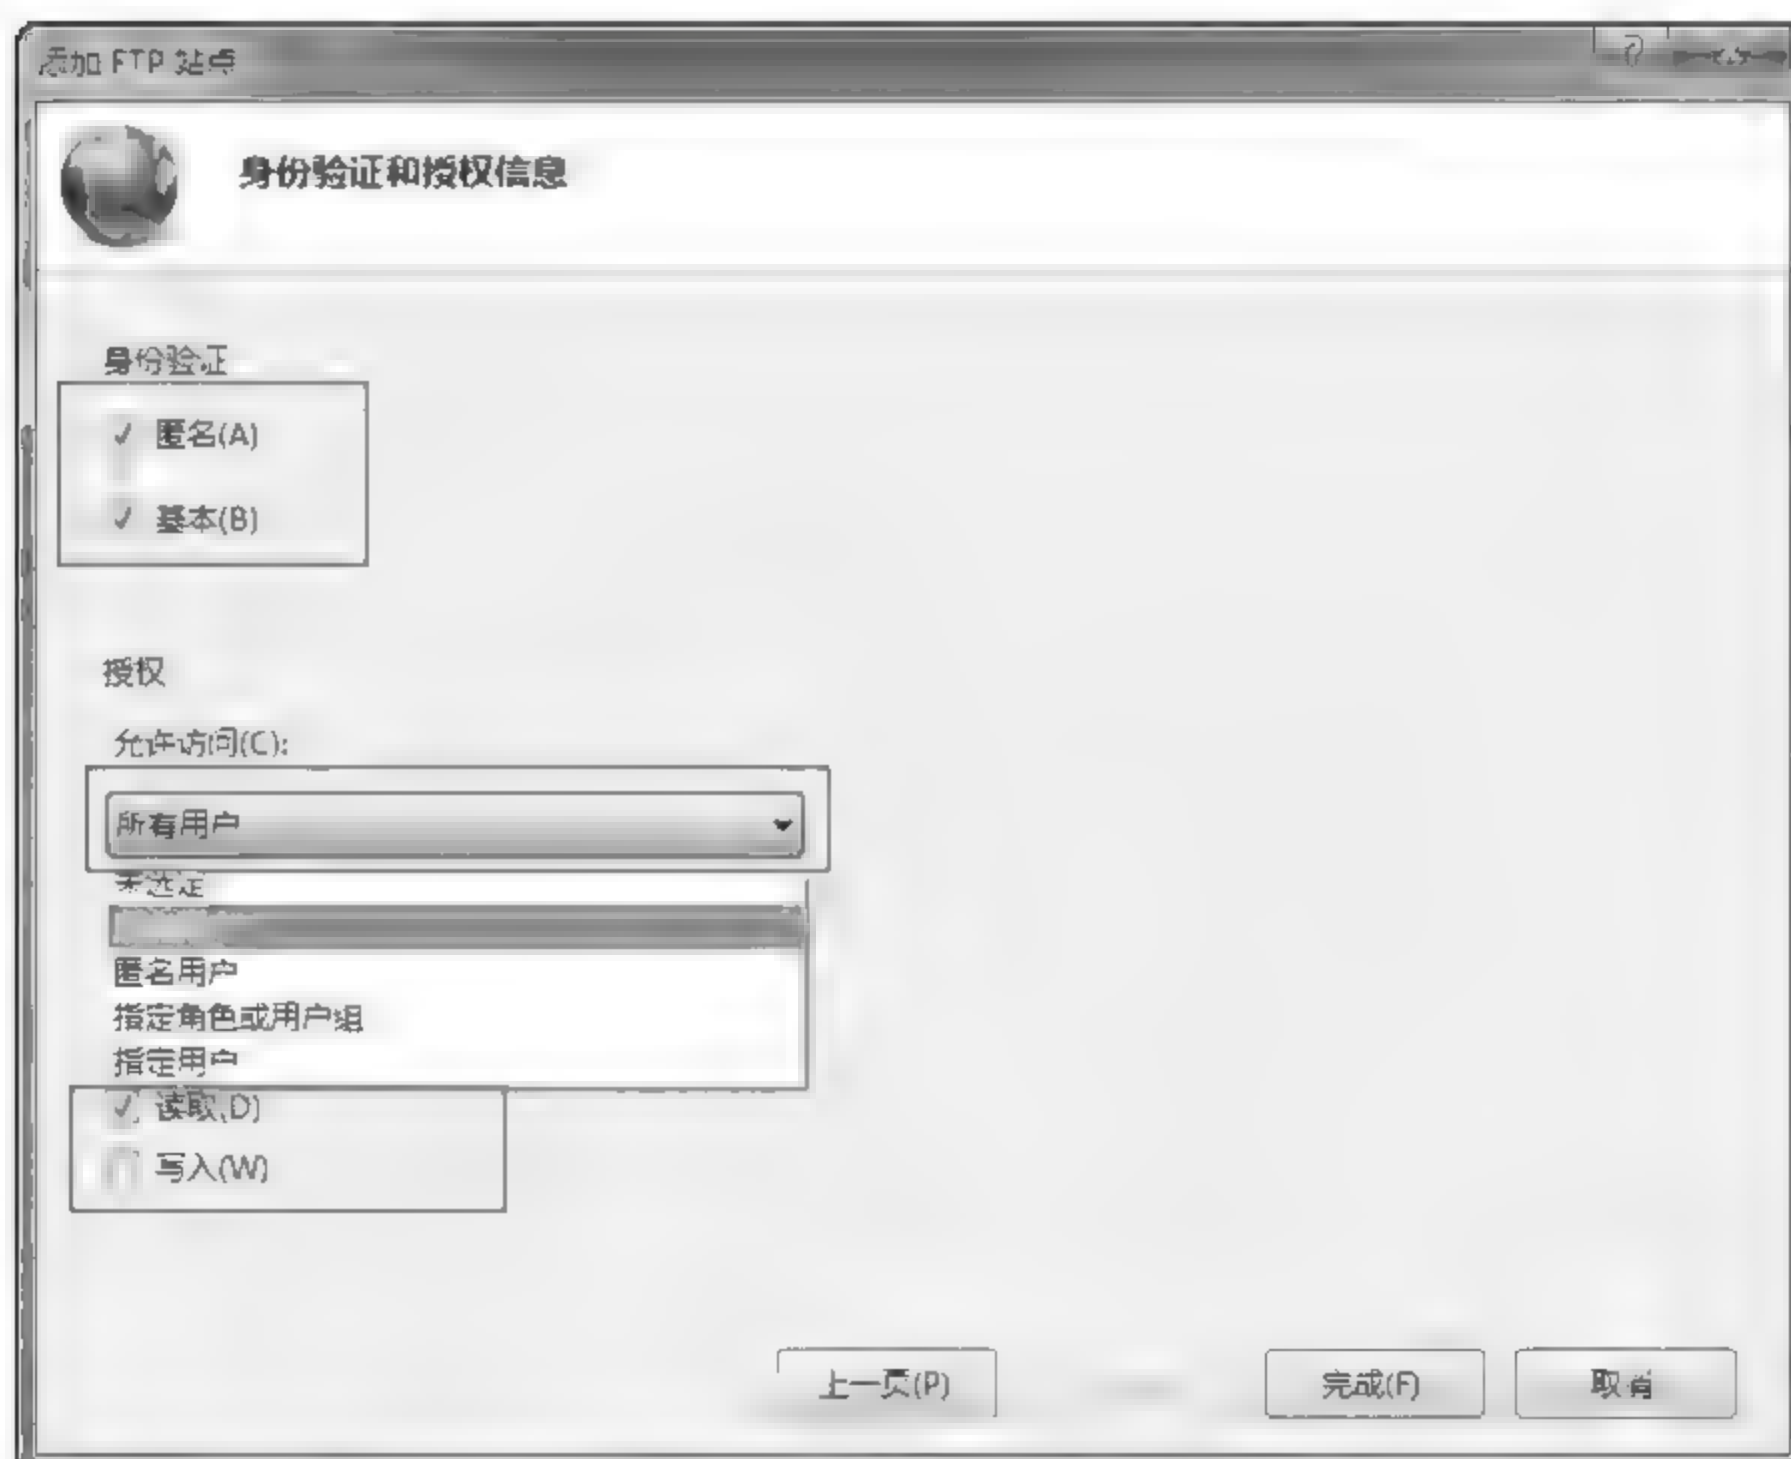 添加 FTP 站点
身份验证和授权信息
身份验证
匿名(A)
基本(B)
授权
允许访问(C):
所有用户
未选定
匿名用户
指定角色或用户组
指定用户
读取(D)
写入(W)
上一页(P)
完成(F)
取消